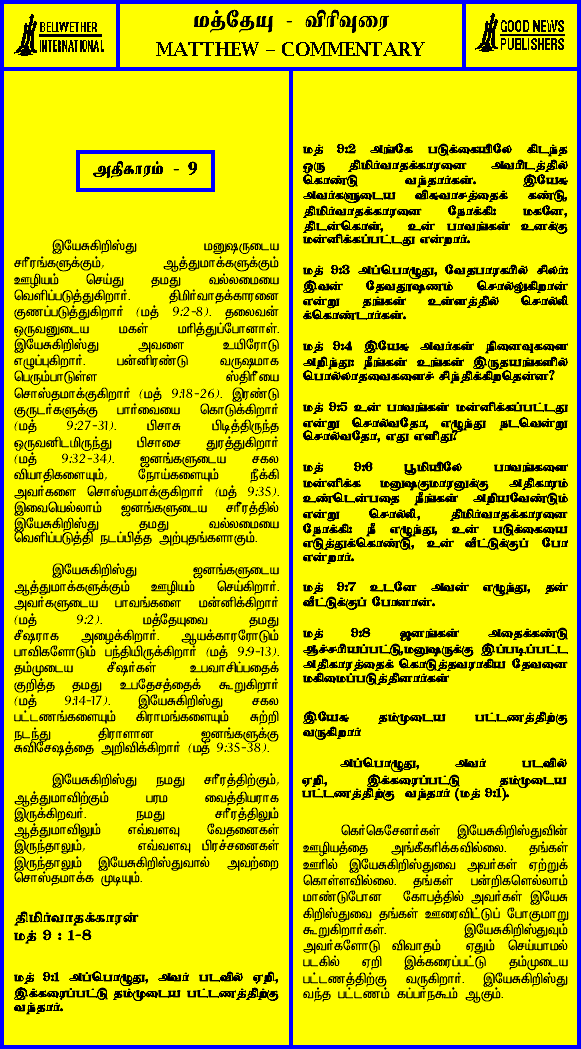 BELLWETHER
INTERNATIONAL
மத்தேயு - விரிவுரை
MATTHEW – COMMENTARY
GOOD NEWS
PUBLISHERS
அதிகாரம் - 9
இயேசுகிறிஸ்து மனுஷருடைய
சரீரங்களுக்கும், ஆத்துமாக்களுக்கும்
ஊழியம் செய்து தமது வல்லமையை
வெளிப்படுத்துகிறார். திமிர்வாதக்காரனை
குணப்படுத்துகிறார் (மத் 9:2-8). தலைவன்
ஒருவனுடைய மகள் மரித்துப்போனாள்.
இயேசுகிறிஸ்து அவளை உயிரோடு
எழுப்புகிறார். பன்னிரண்டு வருஷமாக
பெரும்பாடுள்ள ஸ்திரீயை
சொஸ்தமாக்குகிறார் (மத் 9:18-26). இரண்டு
குருடர்களுக்கு பார்வையை கொடுக்கிறார்
(மத் 9:27-31). பிசாசு பிடித்திருந்த
ஒருவனிடமிருந்து பிசாசை துரத்துகிறார்
(மத் 9:32-34). ஜனங்களுடைய சகல
வியாதிகளையும், நோய்களையும் நீக்கி
அவர்களை சொஸ்தமாக்குகிறார் (மத் 9:35).
இவையெல்லாம் ஜனங்களுடைய சரீரத்தில்
இயேசுகிறிஸ்து தமது வல்லமையை
வெளிப்படுத்தி நடப்பித்த அற்புதங்களாகும்.
இயேசுகிறிஸ்து ஜனங்களுடைய
ஆத்துமாக்களுக்கும் ஊழியம் செய்கிறார்.
அவர்களுடைய பாவங்களை மன்னிக்கிறார்
(மத் 9:2). மத்தேயுவை தமது
சீஷராக அழைக்கிறார். ஆயக்காரரோடும்
பாவிகளோடும் பந்தியிருக்கிறார் (மத் 9:9-13).
தம்முடைய சீஷர்கள் உபவாசிப்பதைக்
குறித்த தமது உபதேசத்தைக் கூறுகிறார்
(மத் 9:14-17). இயேசுகிறிஸ்து சகல
பட்டணங்களையும் கிராமங்களையும் சுற்றி
நடந்து திரளான ஜனங்களுக்கு
சுவிசேஷத்தை அறிவிக்கிறார் (மத் 9:35-38).
இயேசுகிறிஸ்து நமது சரீரத்திற்கும்,
ஆத்துமாவிற்கும் பரம வைத்தியராக
இருக்கிறவர். நமது சரீரத்திலும்
ஆத்துமாவிலும் எவ்வளவு வேதனைகள்
இருந்தாலும், எவ்வளவு பிரச்சனைகள்
இருந்தாலும் இயேசுகிறிஸ்துவால் அவற்றை
சொஸ்தமாக்க முடியும்.
திமிர்வாதக்காரன்
மத் 9 : 1-8
மத் 9:1 அப்பொழுது, அவர் படவில் ஏறி,
இக்கரைப்பட்டு தம்முடைய பட்டணத்திற்கு
வந்தார்.
மத் 9:2 அங்கே படுக்கையிலே கிடந்த
ஒரு திமிர்வாதக்காரனை அவரிடத்தில்
கொண்டு வந்தார்கள். இயேசு
அவர்களுடைய விசுவாசத்தைக் கண்டு,
திமிர்வாதக்காரனை நோக்கி: மகனே,
திடன்கொள், உன் பாவங்கள் உனக்கு
மன்னிக்கப்பட்டது என்றார்.
மத் 9:3 அப்பொழுது, வேதபாரகரில் சிலர்:
இவன் தேவதூஷணம் சொல்லுகிறான்
என்று தங்கள் உள்ளத்தில் சொல்லி
க்கொண்டார்கள்.
மத் 9:4 இயேசு அவர்கள் நினைவுகளை
அறிந்து: நீங்கள் உங்கள் இருதயங்களில்
பொல்லாதவைகளைச் சிந்திக்கிறதென்ன?
மத் 9:5 உன் பாவங்கள் மன்னிக்கப்பட்டது
என்று சொல்வதோ, எழுந்து நடவென்று
சொல்வதோ, எது எளிது?
மத் 9:6 பூமியிலே பாவங்களை
மன்னிக்க மனுஷகுமாரனுக்கு அதிகாரம்
உண்டென்பதை நீங்கள் அறியவேண்டும்
என்று சொல்லி, திமிர்வாதக்காரனை
நோக்கி: நீ எழுந்து, உன் படுக்கையை
எடுத்துக்கொண்டு, உன் வீட்டுக்குப் போ
என்றார்.
மத் 9:7 உடனே அவன் எழுந்து, தன்
வீட்டுக்குப் போனான்.
மத் 9:8 ஜனங்கள் அதைக்கண்டு
ஆச்சரியப்பட்டு,மனுஷருக்கு இப்படிப்பட்ட
அதிகாரத்தைக் கொடுத்தவராகிய தேவனை
மகிமைப்படுத்தினார்கள்
இயேசு தம்முடைய பட்டணத்திற்கு
வருகிறார்
அப்பொழுது, அவர் படவில்
ஏறி, இக்கரைப்பட்டு தம்முடைய
பட்டணத்திற்கு வந்தார் (மத் 9:1).
கெர்கெசேனர்கள் இயேசுகிறிஸ்துவின்
ஊழியத்தை அங்கீகரிக்கவில்லை. தங்கள்
ஊரில் இயேசுகிறிஸ்துவை அவர்கள் ஏற்றுக்
கொள்ளவில்லை. தங்கள் பன்றிகளெல்லாம்
மாண்டுபோன கோபத்தில் அவர்கள் இயேசு
கிறிஸ்துவை தங்கள் ஊரைவிட்டுப் போகுமாறு
கூறுகிறார்கள். இயேசுகிறிஸ்துவும்
அவர்களோடு விவாதம் ஏதும் செய்யாமல்
படகில் ஏறி இக்கரைப்பட்டு தம்முடைய
பட்டணத்திற்கு வருகிறார். இயேசுகிறிஸ்து
வந்த பட்டணம் கப்பர்நகூம் ஆகும்.